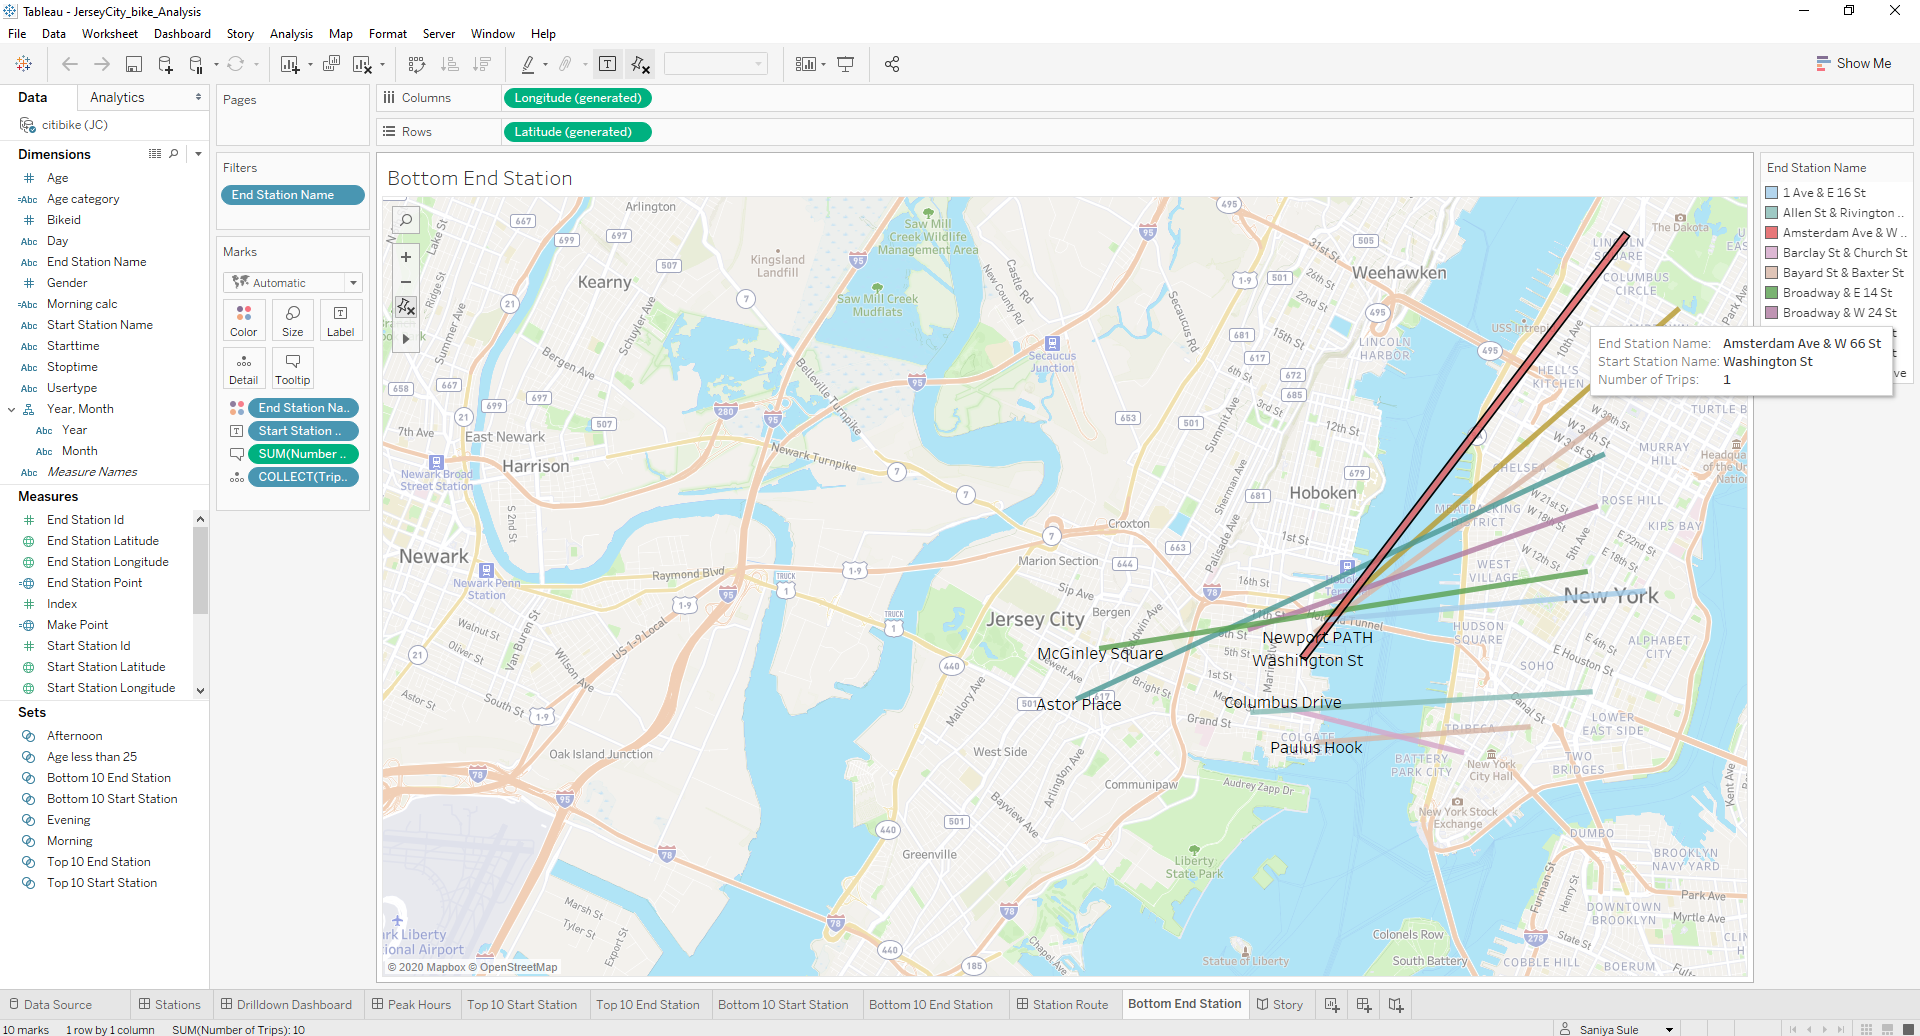 Tableau - JerseyCity_bike_Analysis
File Data Worksheet Dashboard Story Analysis Map Format Server Window Help
Show Me
Data Analytics
citibike (JC)
Dimensions
Age
Age category
Bikeid
Day
End Station Name
Gender
Morning calc
Start Station Name
Starttime
Stoptime
Usertype
Year, Month
Year
Month
Measure Names
Measures
End Station Id
End Station Latitude
End Station Longitude
End Station Point
Index
Make Point
Start Station Id
Start Station Latitude
Start Station Longitude
Sets
Afternoon
Age less than 25
Bottom 10 End Station
Bottom 10 Start Station
Evening
Morning
Top 10 End Station
Top 10 Start Station
Pages
Filters
End Station Name
Marks
Automatic
Color Size Label
Detail Tooltip
End Station Na..
Start Station ..
SUM(Number ..
COLLECT(Trip..
Columns Longitude (generated)
Rows Latitude (generated)
Bottom End Station
Arlington
Kearny
Kingsland
Landfill
Saw Mill
Creek Wildlife
Management Area
Saw Mill Creek
Mudflats
Weehawken
Secaucus
Junction
LINCOLN
HARBOR
USS Intrepi
LINCOLN
SQUARE
COLUMBUS
CIRCLE
The Dakota
HELL'S
KITCHEN
TURTLE B
MURRAY
HILL
CHELSEA
ROSE HILL
KIPS BAY
MEATPACKING
DISTRICT
WEST
VILLAGE
New York
HUDSON
SQUARE
ALPHABET
CITY
SOHO
E Houston St
TRIBECA
LOWER
EAST SIDE
TWO
BRIDGES
BATTERY
PARK CITY
New York
City Hall
New York Stock
Exchange
DUMBO
BROOKLYN
NAVY YARD
Park Ave
Myrtle Ave
DOWNTOWN
BROOKLYN
COBBLE HILL
BOERUM
Colonels Row
South Battery
Statue of Liberty
Liberty
State Park
Audrey Zapp Dr
Communipaw
West Side
Greenville
Oak Island Junction
Newark
Harrison
East Newark
Newark Broad
Street Station
Newark Penn
Station
Raymond Blvd
Newark Turnpike
Belleville Turnpike
Croxton
Marion Section
Hoboken
Jersey City
Bergen
Newport PATH
Washington St
McGinley Square
Astor Place
Columbus Drive
Paulus Hook
COLGATE
© 2020 Mapbox © OpenStreetMap
End Station Name
1 Ave & E 16 St
Allen St & Rivington ..
Amsterdam Ave & W ..
Barclay St & Church St
Bayard St & Baxter St
Broadway & E 14 St
Broadway & W 24 St
End Station Name: Amsterdam Ave & W 66 St
Start Station Name: Washington St
Number of Trips: 1
Data Source Stations Drilldown Dashboard Peak Hours Top 10 Start Station Top 10 End Station Bottom 10 Start Station Bottom 10 End Station Station Route Bottom End Station Story
10 marks 1 row by 1 column SUM(Number of Trips): 10 Saniya Sule